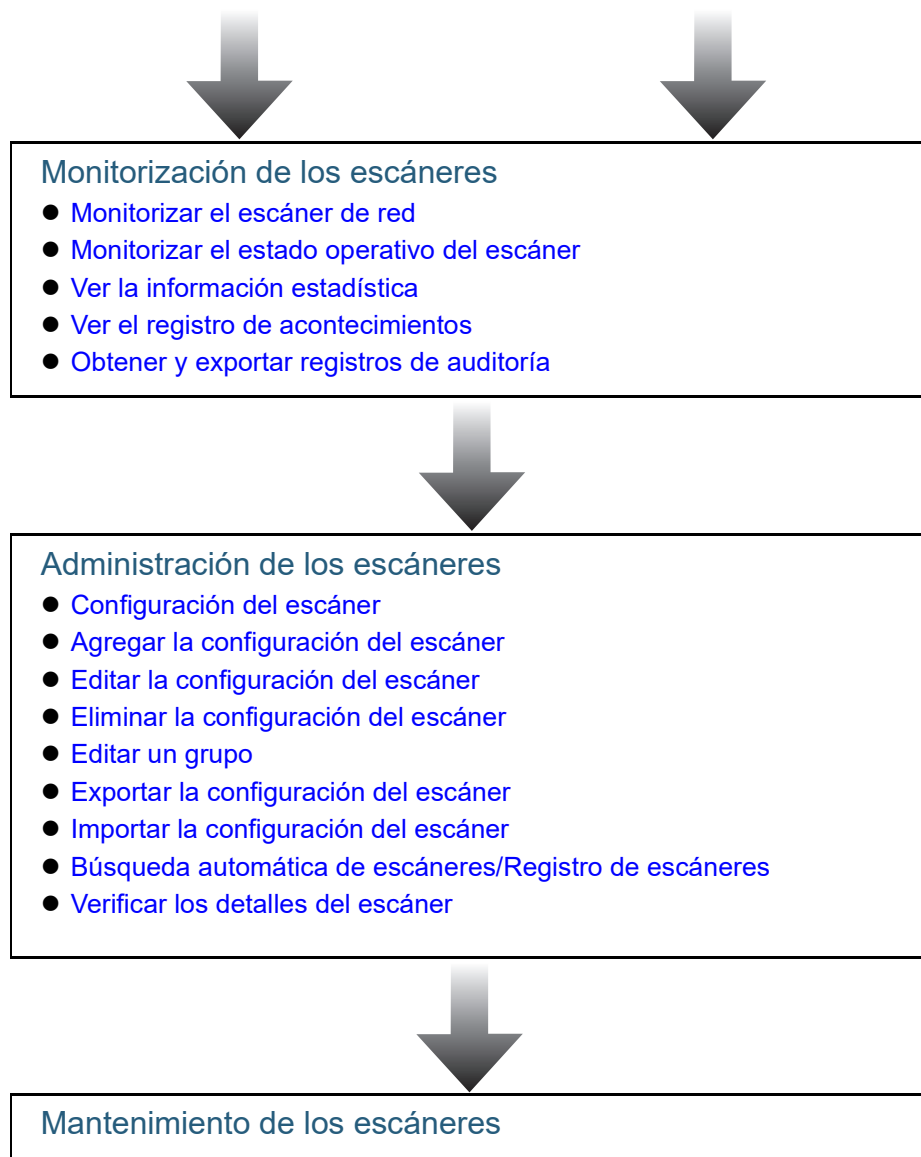 Monitorización de los escáneres
● Monitorizar el escáner de red
● Monitorizar el estado operativo del escáner
● Ver la información estadística
● Ver el registro de acontecimientos
● Obtener y exportar registros de auditoría
Administración de los escáneres
● Configuración del escáner
● Agregar la configuración del escáner
● Editar la configuración del escáner
● Eliminar la configuración del escáner
● Editar un grupo
● Exportar la configuración del escáner
● Importar la configuración del escáner
● Búsqueda automática de escáneres/Registro de escáneres
● Verificar los detalles del escáner
Mantenimiento de los escáneres